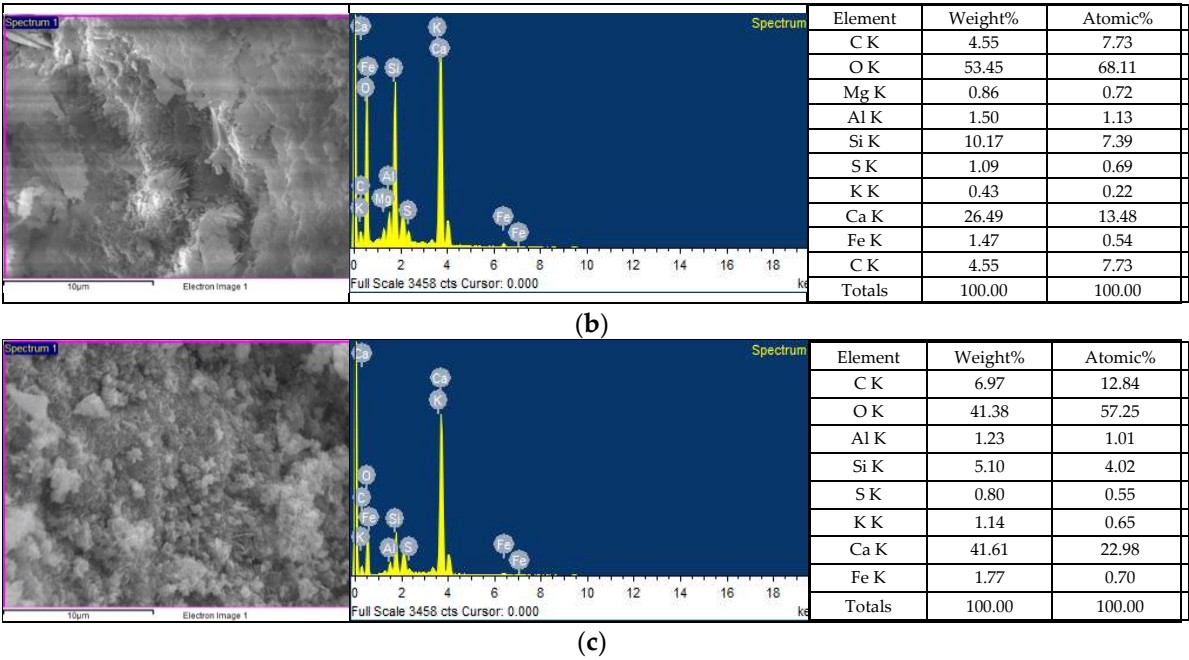 Spectrum 1
10µm Electron Image 1
Spectrum
Ca K
Fe Si Ca
O
C Al
K Mg S Fe
Fe
0 2 4 6 8 10 12 14 16 18
Full Scale 3458 cts Cursor: 0.000 ke
Element Weight% Atomic%
C K 4.55 7.73
O K 53.45 68.11
Mg K 0.86 0.72
Al K 1.50 1.13
Si K 10.17 7.39
S K 1.09 0.69
K K 0.43 0.22
Ca K 26.49 13.48
Fe K 1.47 0.54
C K 4.55 7.73
Totals 100.00 100.00
(b)
Spectrum 1
10µm Electron Image 1
Spectrum
Ca
Ca
K
O
C
Fe Si
K Al S Fe
Fe
0 2 4 6 8 10 12 14 16 18
Full Scale 3458 cts Cursor: 0.000 ke
Element Weight% Atomic%
C K 6.97 12.84
O K 41.38 57.25
Al K 1.23 1.01
Si K 5.10 4.02
S K 0.80 0.55
K K 1.14 0.65
Ca K 41.61 22.98
Fe K 1.77 0.70
Totals 100.00 100.00
(c)